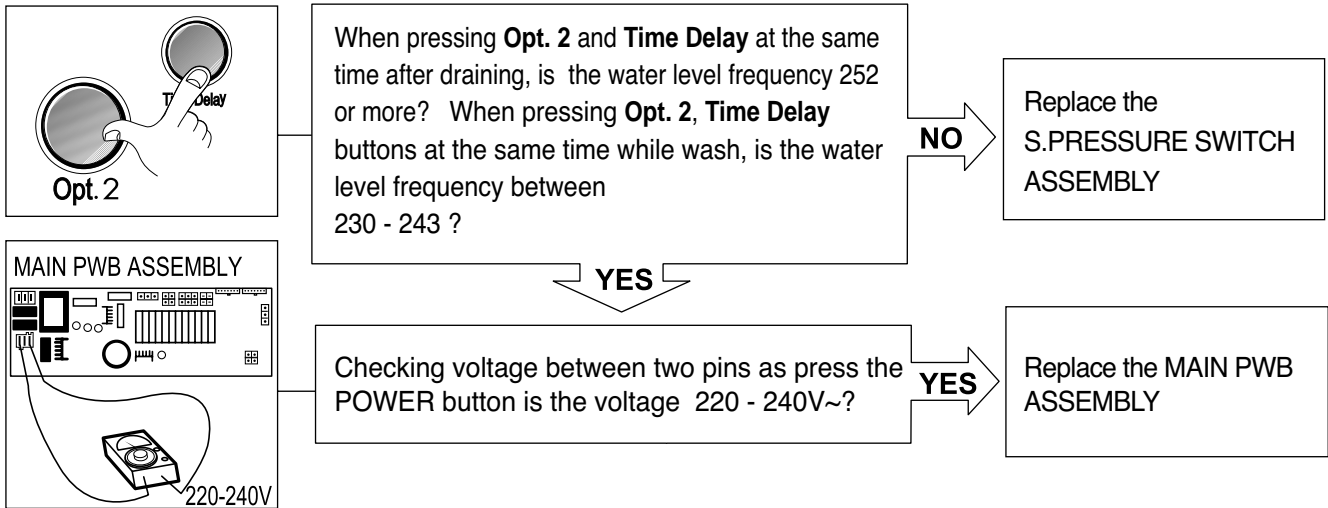 Time Delay
Opt. 2
When pressing Opt. 2 and Time Delay at the same
time after draining, is the water level frequency 252
or more? When pressing Opt. 2, Time Delay
buttons at the same time while wash, is the water
level frequency between
230 - 243 ?
NO
Replace the
S.PRESSURE SWITCH
ASSEMBLY
YES
MAIN PWB ASSEMBLY
220-240V
Checking voltage between two pins as press the
POWER button is the voltage 220 - 240V~?
YES
Replace the MAIN PWB
ASSEMBLY